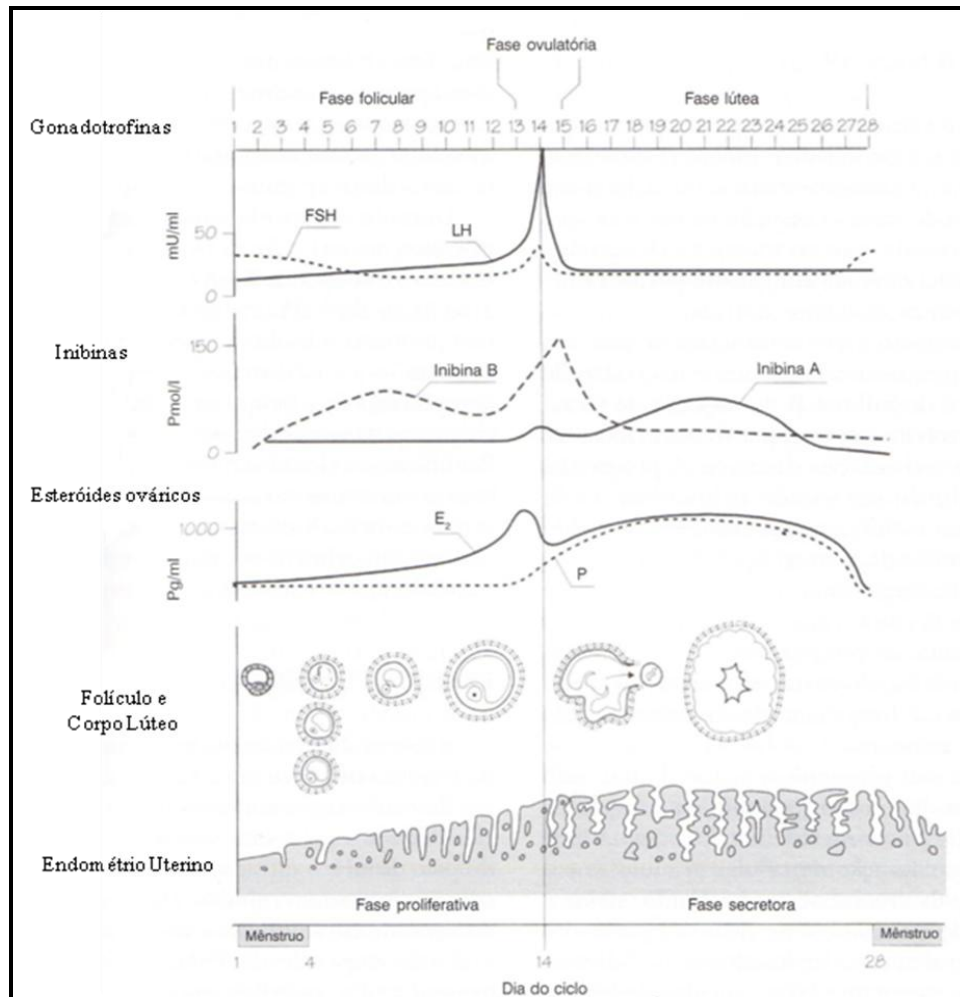 Fase ovulatória
Fase folicular
Fase lútea
Gonadotrofinas
1 2 3 4 5 6 7 8 9 10 11 12 13 14 15 16 17 18 19 20 21 22 23 24 25 26 27 28
mU/ml
50
0
FSH
LH
Inibinas
Pmol/l
150
0
Inibina B
Inibina A
Esteróides ováricos
Pg/ml
1000
E2
P
Folículo e
Corpo Lúteo
Endométrio Uterino
Fase proliferativa
Fase secretora
Mênstruo
Mênstruo
1 4 14 28
Dia do ciclo